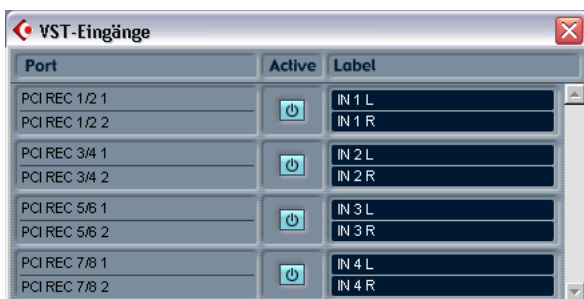 VST-Eingänge
Port Active Label
PCI REC 1/2 1 IN 1 L
PCI REC 1/2 2 IN 1 R
PCI REC 3/4 1 IN 2 L
PCI REC 3/4 2 IN 2 R
PCI REC 5/6 1 IN 3 L
PCI REC 5/6 2 IN 3 R
PCI REC 7/8 1 IN 4 L
PCI REC 7/8 2 IN 4 R